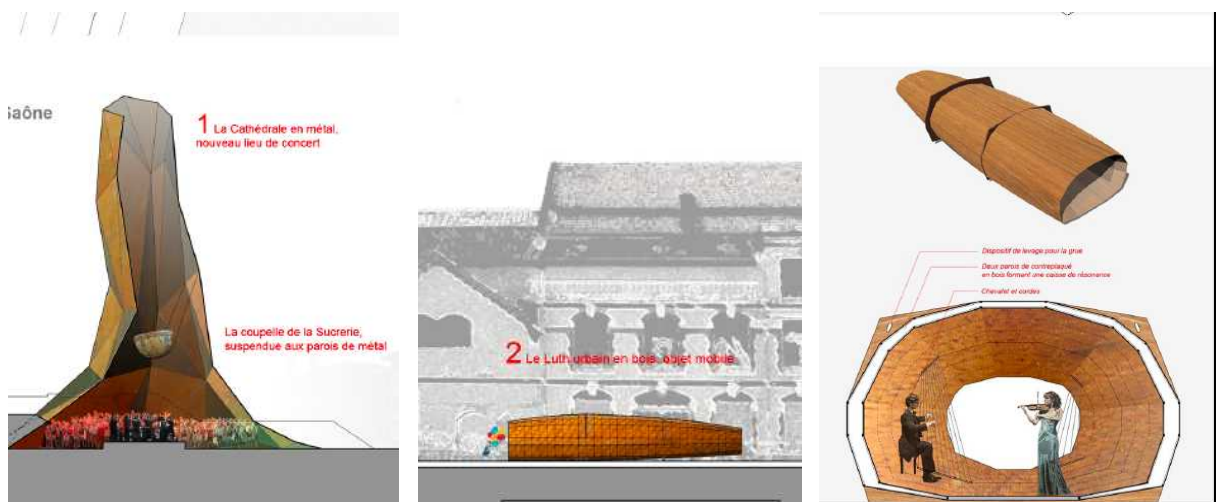 Saône
1 La Cathédrale en métal,
nouveau lieu de concert
La coupelle de la Sucrerie,
suspendue aux parois de métal
2 Le Luth urbain en bois, objet mobile
Dispositif de levage pour la grue
Deux parois de contreplaqué
en bois formant une caisse de résonance
Chevalet et cordes